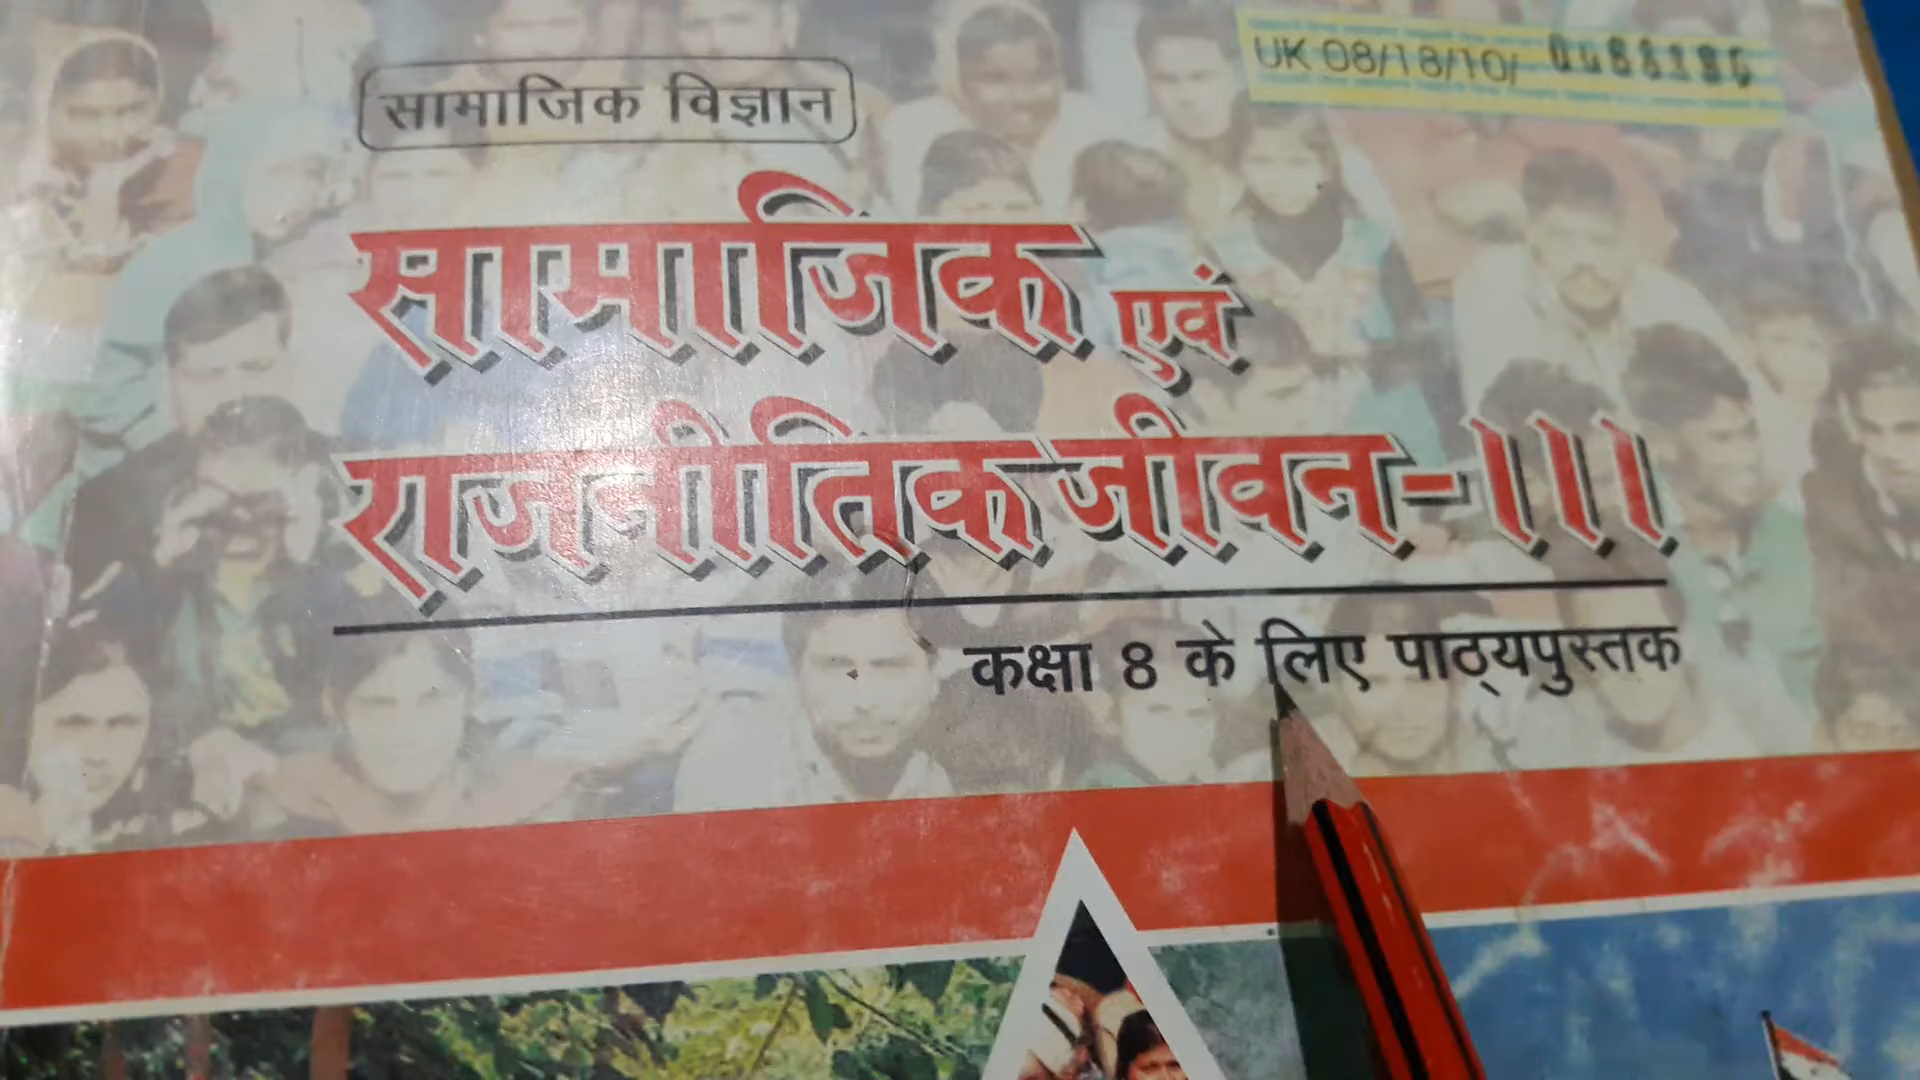 सामाजिक विज्ञान
UK 08/18/10/
सामाजिक एवं
राजनीतिक जीवन-III
कक्षा 8 के लिए पाठ्यपुस्तक